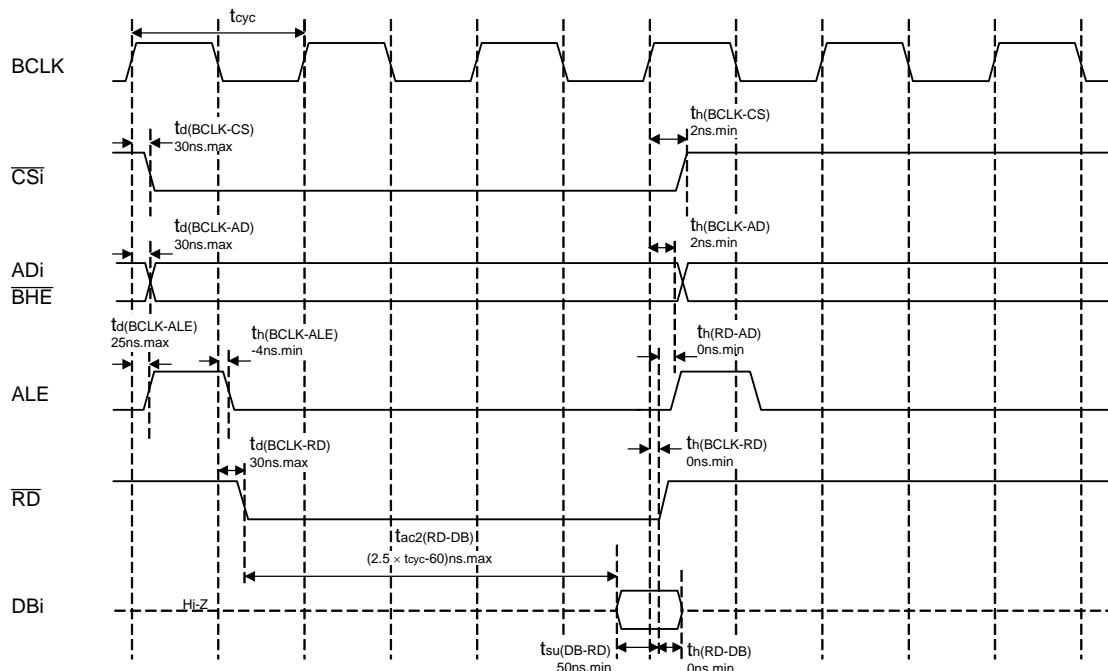 tcyc
BCLK
td(BCLK-CS)
30ns.max
th(BCLK-CS)
2ns.min
CSi
td(BCLK-AD)
30ns.max
th(BCLK-AD)
2ns.min
ADi
BHE
td(BCLK-ALE)
25ns.max
th(BCLK-ALE)
-4ns.min
th(RD-AD)
0ns.min
ALE
td(BCLK-RD)
30ns.max
th(BCLK-RD)
0ns.min
RD
tac2(RD-DB)
(2.5 × tcyc-60)ns.max
DBi
Hi-Z
tsu(DB-RD)
50ns.min
th(RD-DB)
0ns.min